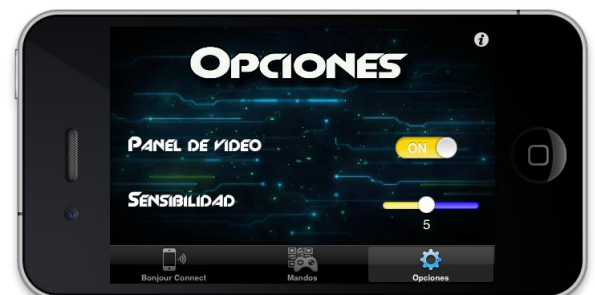 OPCIONES
i
PANEL DE VIDEO
ON
SENSIBILIDAD
5
Bonjour Connect
Mandos
Opciones